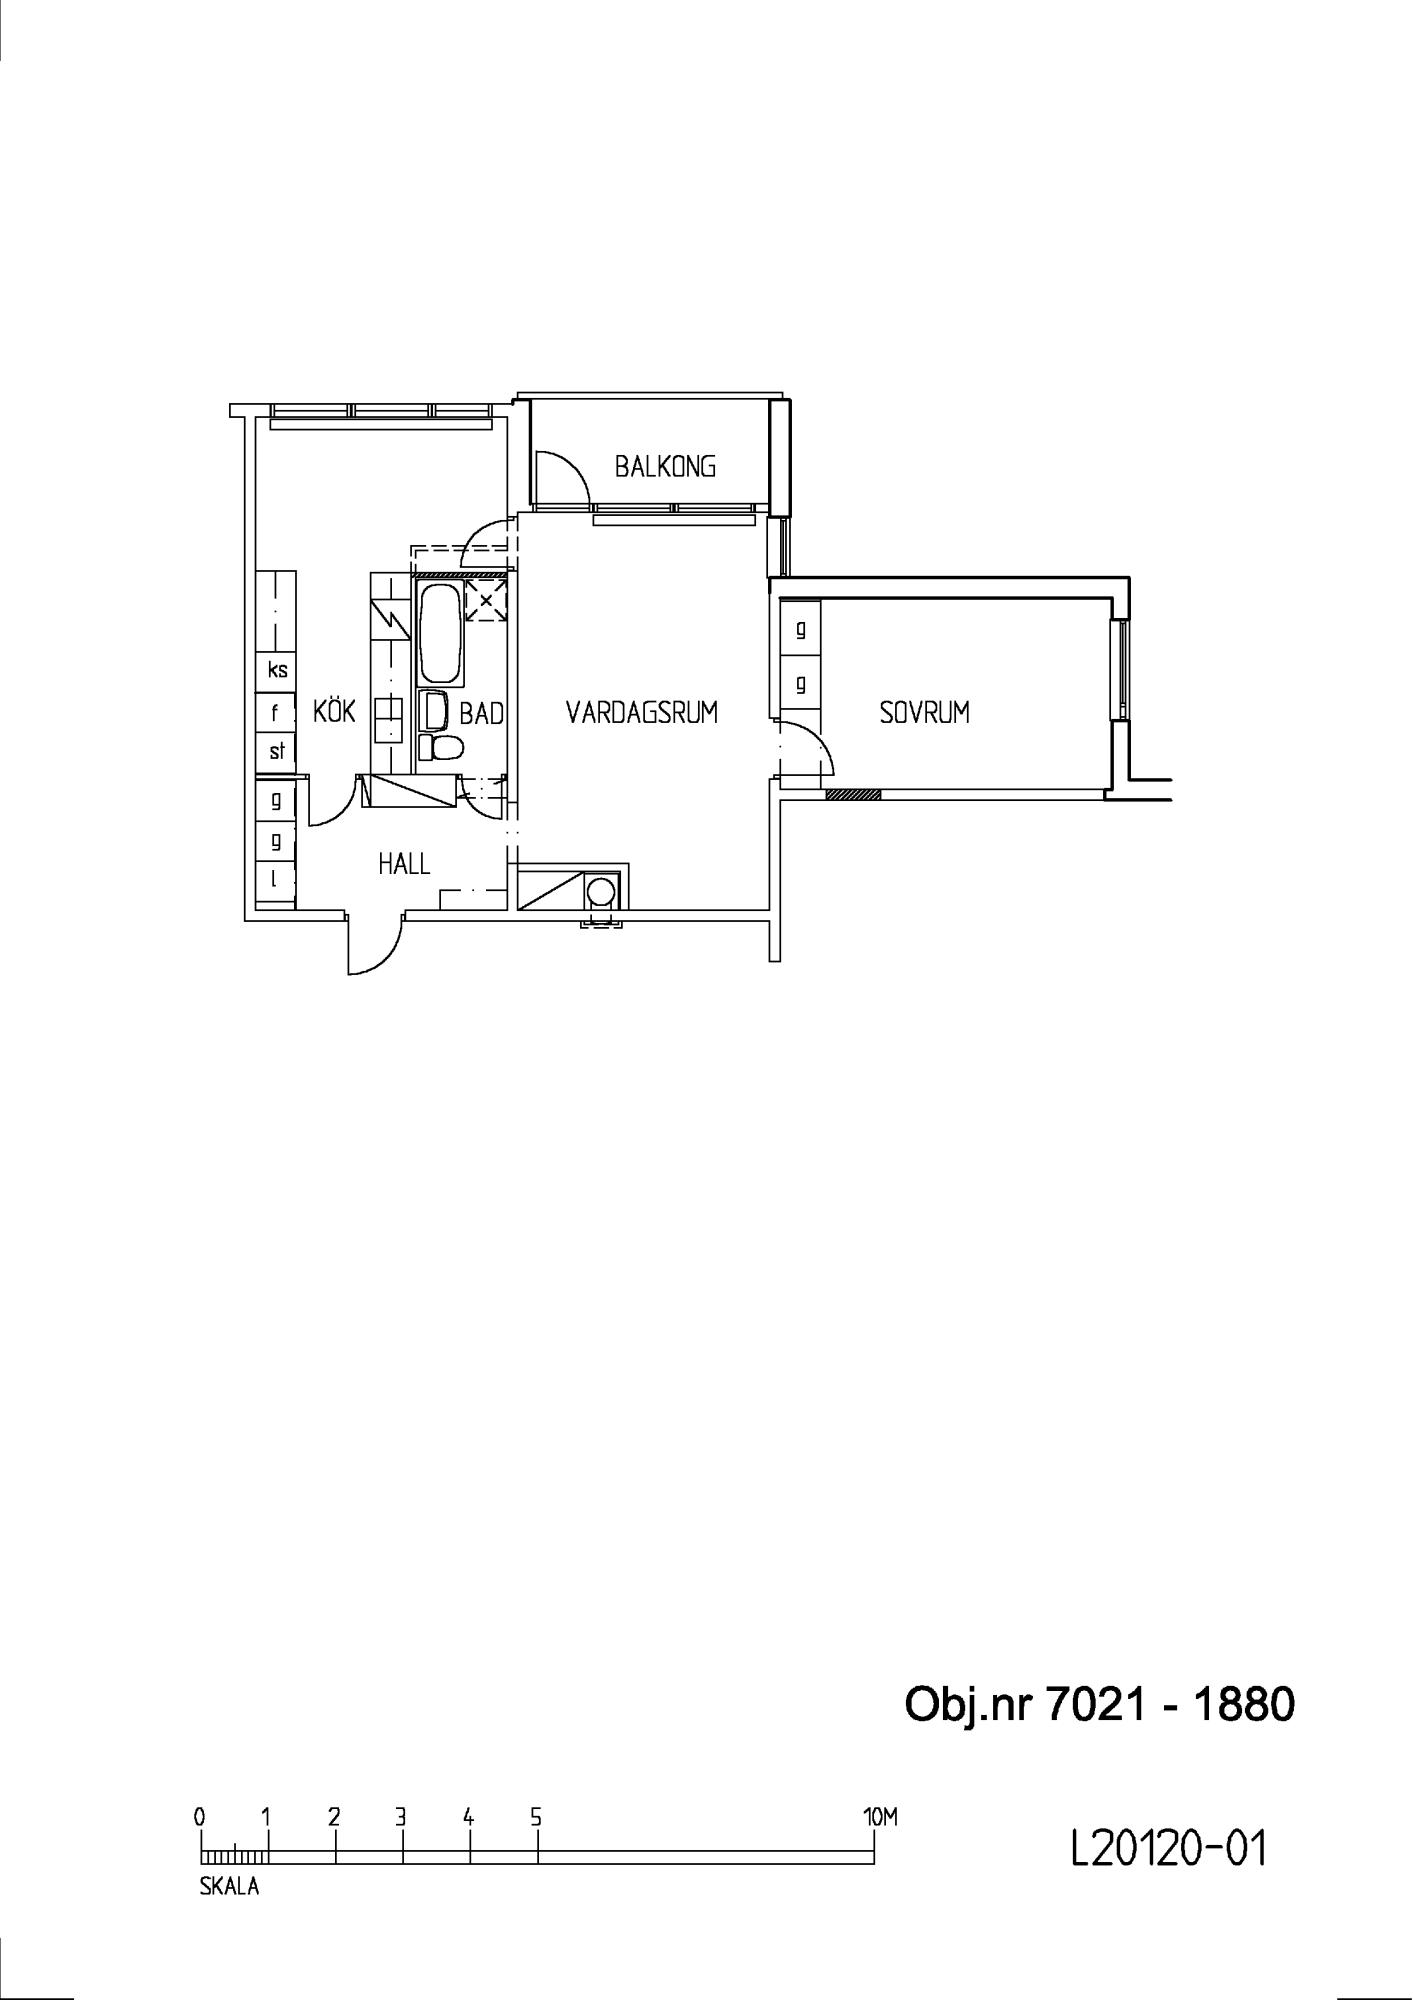 BALKONG
g
g
ks
f
st
KÖK
BAD
VARDAGSRUM
SOVRUM
g
g
l
HALL
Obj.nr 7021 - 1880
0 1 2 3 4 5 10M
SKALA
L20120-01